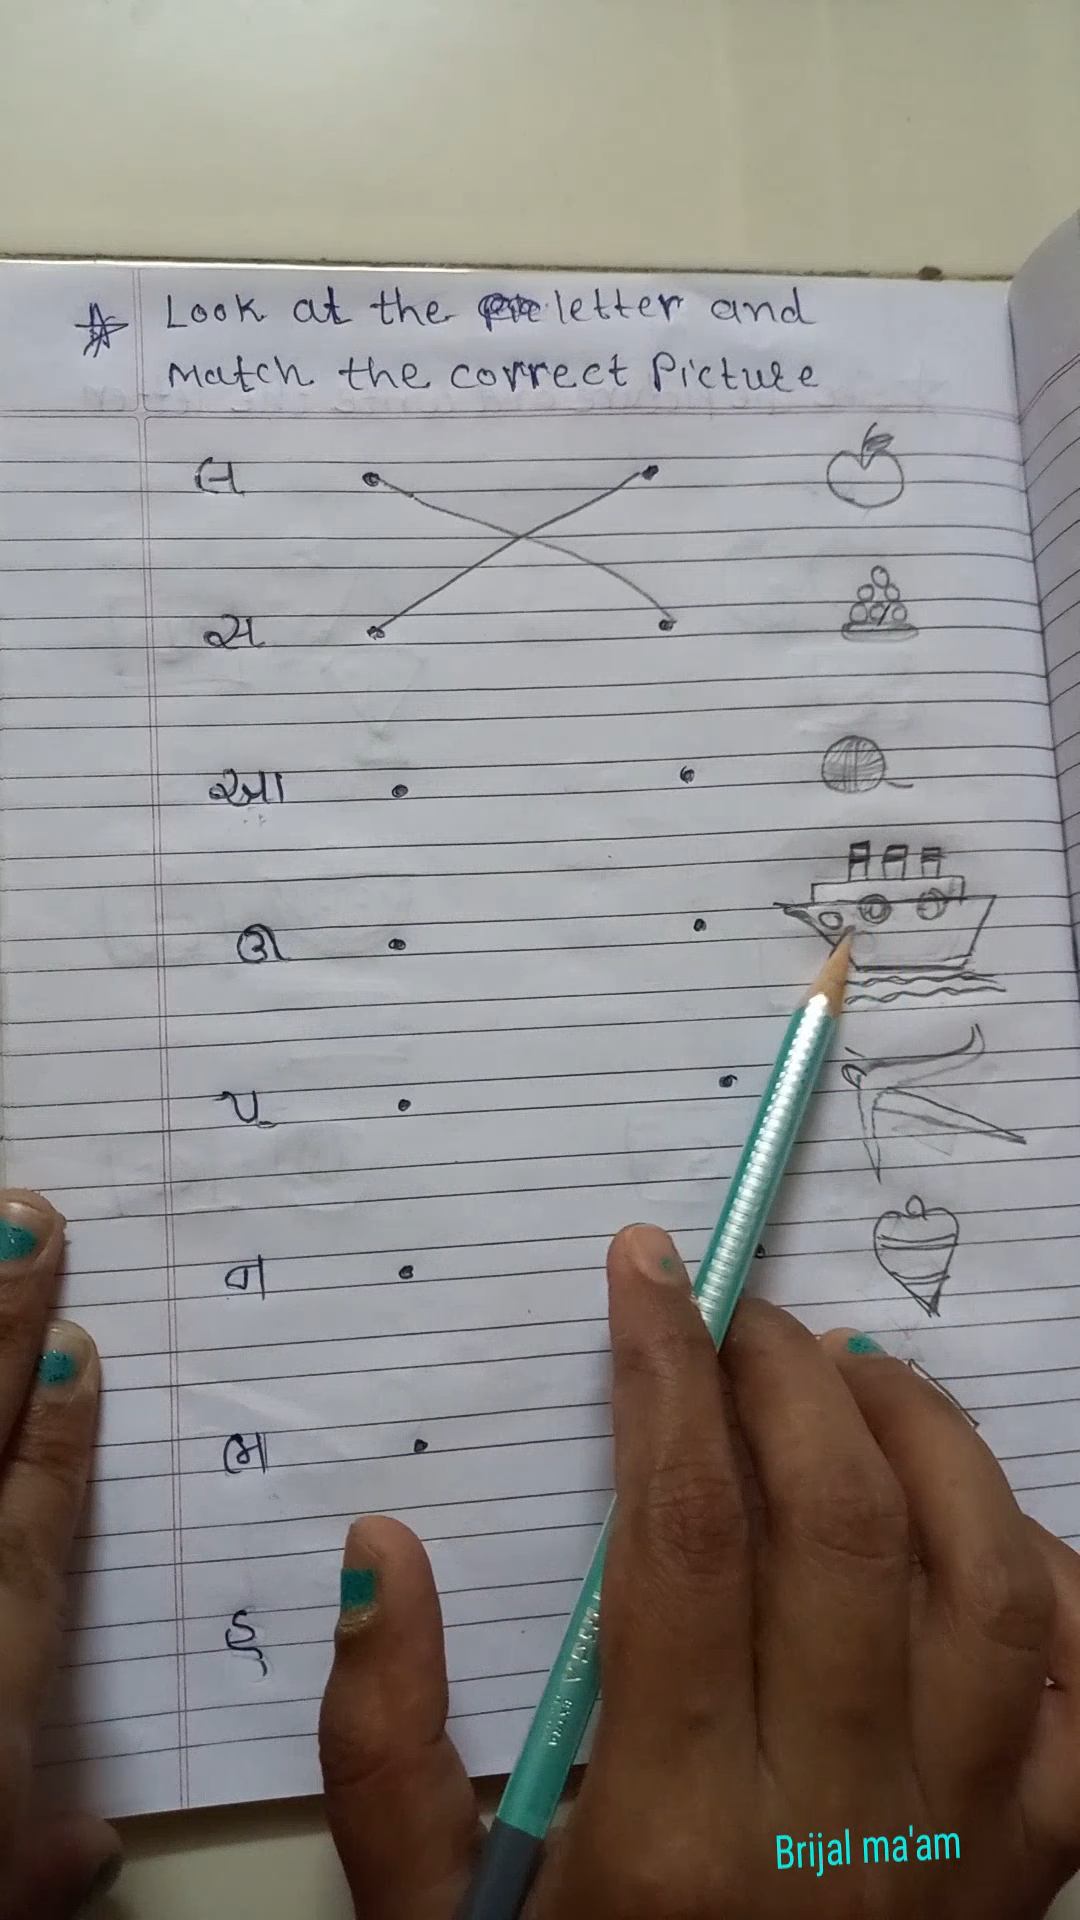 Look at the letter and
Match the correct Picture
લ
સ
આ
ઊ
પ
બ
ભ
ઈ
Brijal ma'am